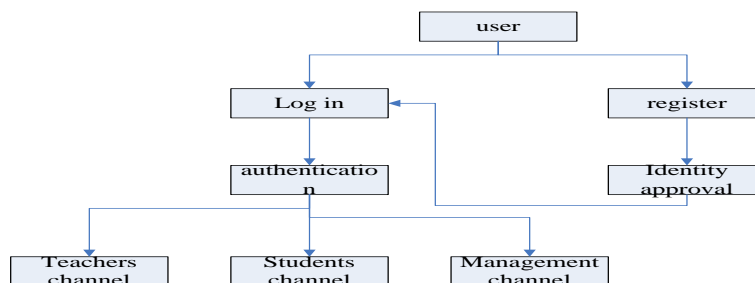 user
Log in
register
authenticatio
n
Identity
approval
Teachers
channel
Students
channel
Management
channel